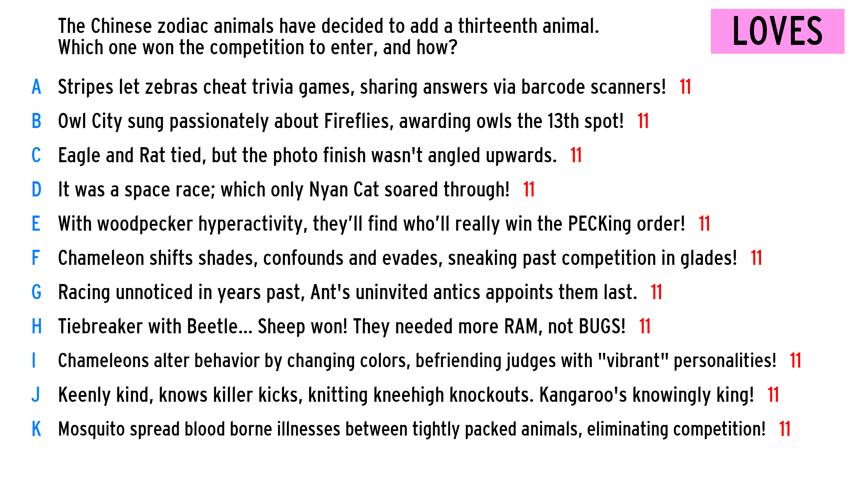 The Chinese zodiac animals have decided to add a thirteenth animal.
Which one won the competition to enter, and how?
LOVES
A Stripes let zebras cheat trivia games, sharing answers via barcode scanners! 11
B Owl City sung passionately about Fireflies, awarding owls the 13th spot! 11
C Eagle and Rat tied, but the photo finish wasn't angled upwards. 11
D It was a space race; which only Nyan Cat soared through! 11
E With woodpecker hyperactivity, they'll find who'll really win the PECKing order! 11
F Chameleon shifts shades, confounds and evades, sneaking past competition in glades! 11
G Racing unnoticed in years past, Ant's uninvited antics appoints them last. 11
H Tiebreaker with Beetle... Sheep won! They needed more RAM, not BUGS! 11
I Chameleons alter behavior by changing colors, befriending judges with "vibrant" personalities! 11
J Keenly kind, knows killer kicks, knitting kneehigh knockouts. Kangaroo's knowingly king! 11
K Mosquito spread blood borne illnesses between tightly packed animals, eliminating competition! 11